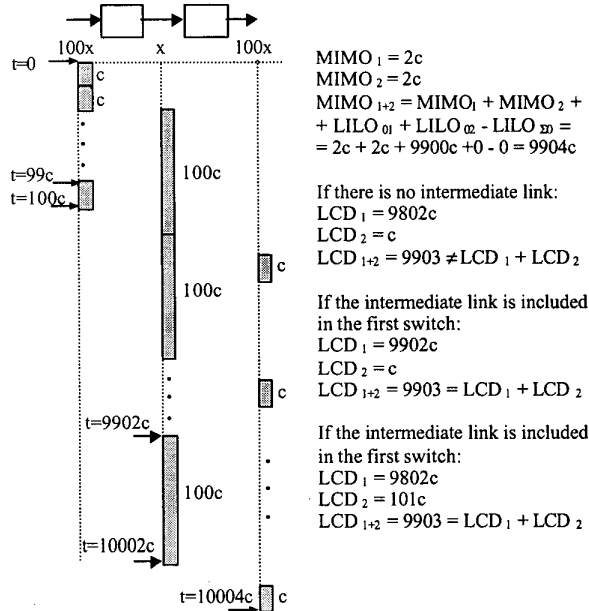 100x x 100x
t=0
c
c
t=99c
t=100c
100c
100c
c
c
t=9902c
100c
t=10002c
t=10004c c
MIMO 1 = 2c
MIMO 2 = 2c
MIMO 1+2 = MIMO1 + MIMO 2 +
+ LILO 01 + LILO 02 - LILO Σ0 =
= 2c + 2c + 9900c +0 - 0 = 9904c
If there is no intermediate link:
LCD 1 = 9802c
LCD 2 = c
LCD 1+2 = 9903 ≠ LCD 1 + LCD 2
If the intermediate link is included
in the first switch:
LCD 1 = 9902c
LCD 2 = c
LCD 1+2 = 9903 = LCD 1 + LCD 2
If the intermediate link is included
in the first switch:
LCD 1 = 9802c
LCD 2 = 101c
LCD 1+2 = 9903 = LCD 1 + LCD 2